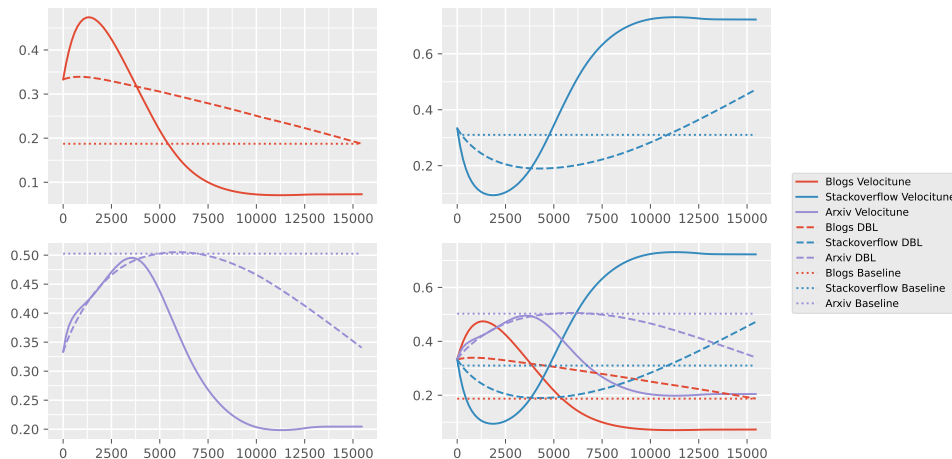 0.4
0.3
0.2
0.1
0 2500 5000 7500 10000 12500 15000
0.6
0.4
0.2
0 2500 5000 7500 10000 12500 15000
0.50
0.45
0.40
0.35
0.30
0.25
0.20
0 2500 5000 7500 10000 12500 15000
0.6
0.4
0.2
0 2500 5000 7500 10000 12500 15000
Blogs Velocitune
Stackoverflow Velocitune
Arxiv Velocitune
Blogs DBL
Stackoverflow DBL
Arxiv DBL
Blogs Baseline
Stackoverflow Baseline
Arxiv Baseline